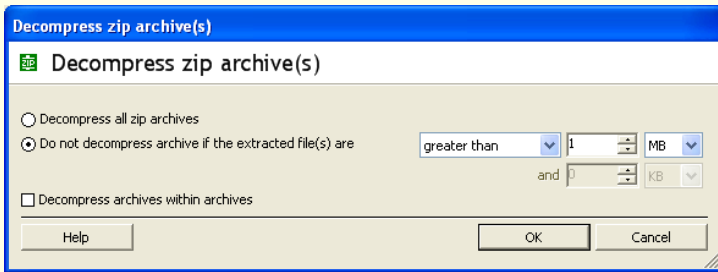 Decompress zip archive(s)
ZIP Decompress zip archive(s)
Decompress all zip archives
Do not decompress archive if the extracted file(s) are greater than 1 MB
and 0 KB
Decompress archives within archives
Help OK Cancel